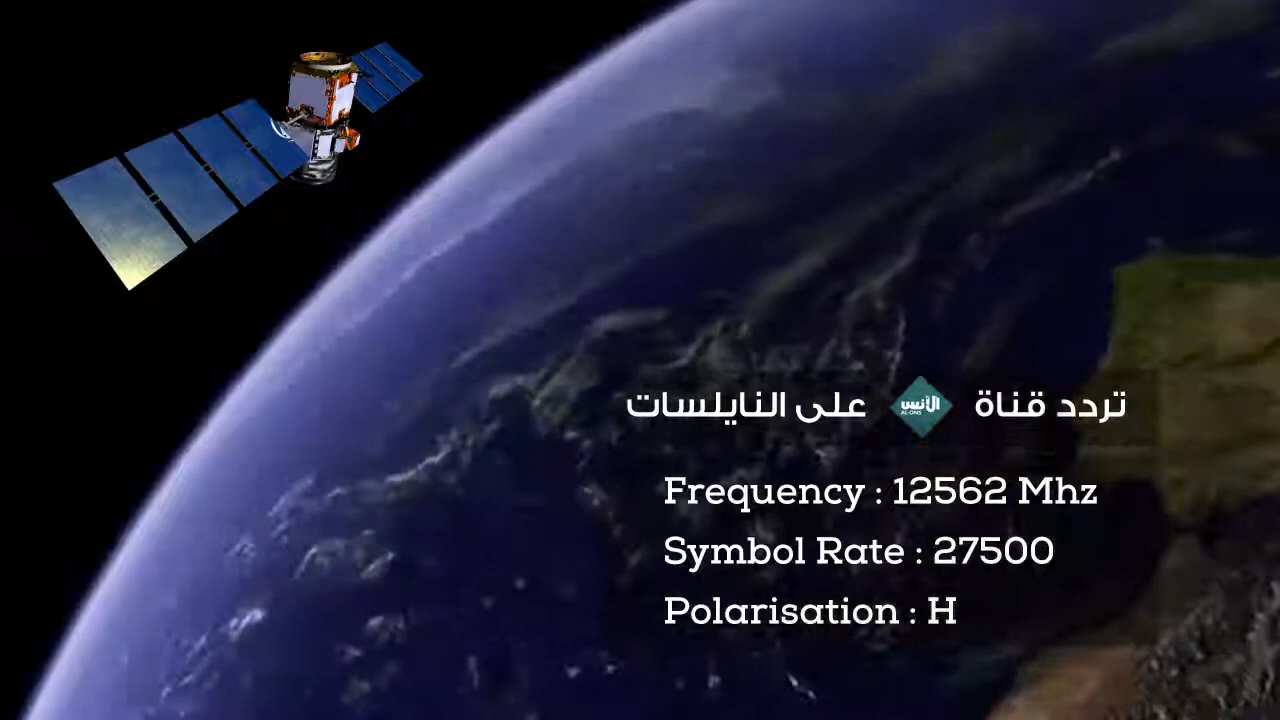 تردد قناة الأنس AL-ONS على النايلسات
Frequency : 12562 Mhz
Symbol Rate : 27500
Polarisation : H